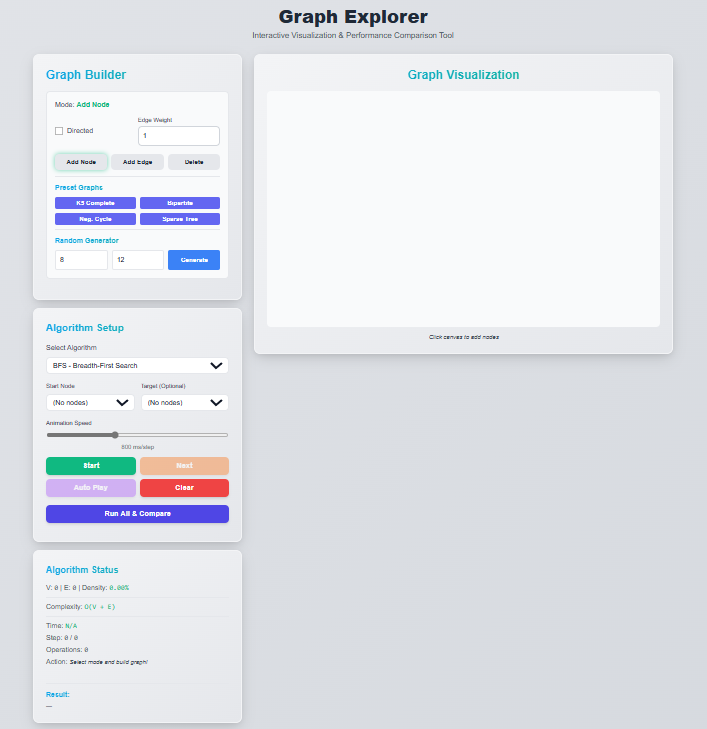 Graph Explorer
Interactive Visualization & Performance Comparison Tool
Graph Builder
Mode: Add Node
Directed
Edge Weight
1
Add Node Add Edge Delete
Preset Graphs
K5 Complete Bipartite
Neg. Cycle Sparse Tree
Random Generator
8 12 Generate
Algorithm Setup
Select Algorithm
BFS - Breadth-First Search
Start Node Target (Optional)
(No nodes) (No nodes)
Animation Speed
800 ms/step
Start Next
Auto Play Clear
Run All & Compare
Algorithm Status
V: 0 | E: 0 | Density: 0.00%
Complexity: O(V + E)
Time: N/A
Step: 0 / 0
Operations: 0
Action: Select mode and build graph!
Result:
—
Graph Visualization
Click canvas to add nodes